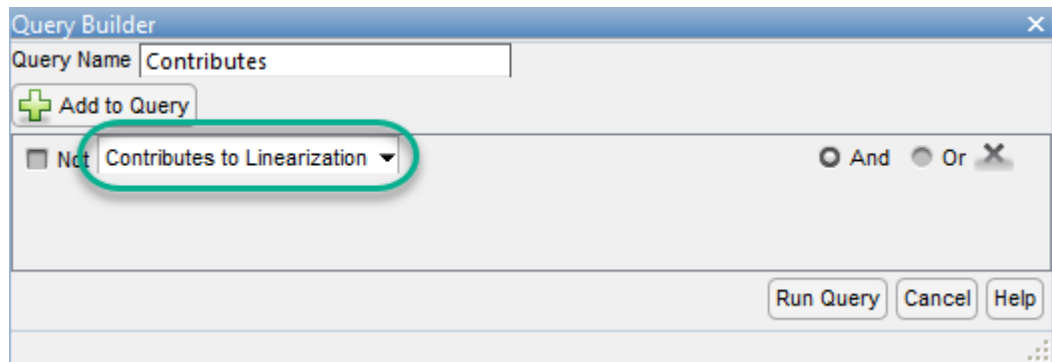 Query Builder
Query Name Contributes
Add to Query
Not Contributes to Linearization And Or
Run Query Cancel Help